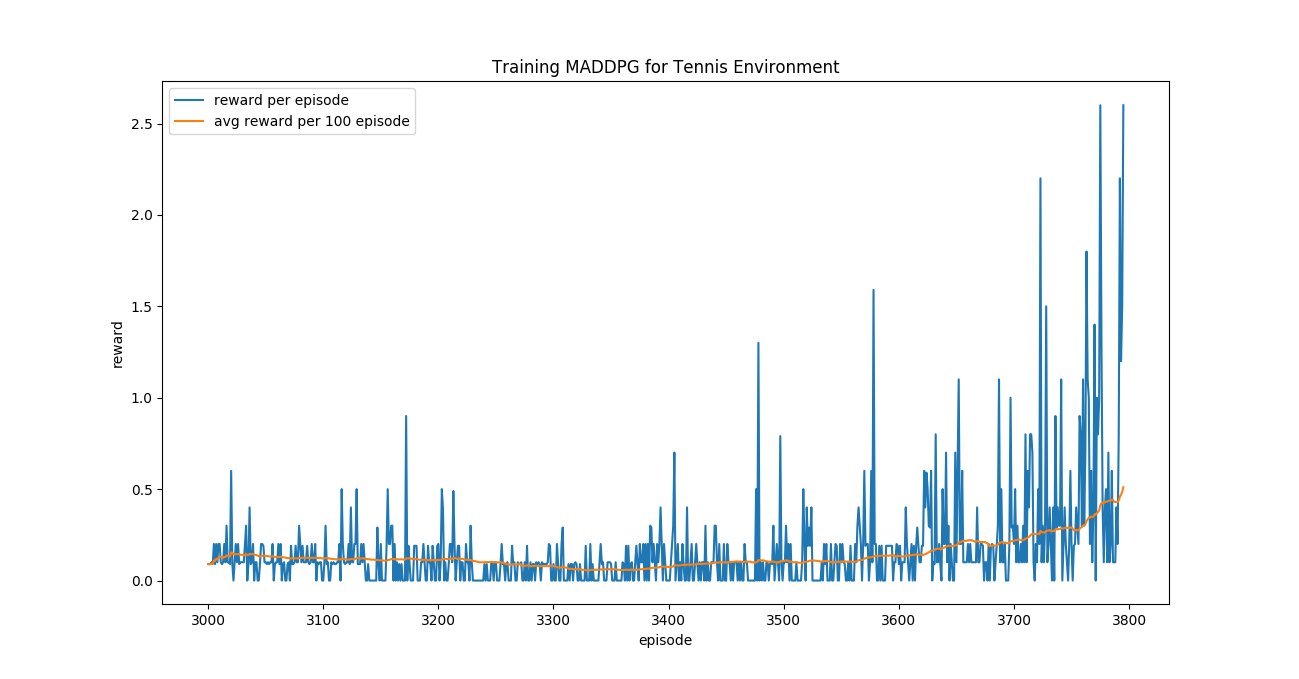 Training MADDPG for Tennis Environment
reward per episode
avg reward per 100 episode
2.5
2.0
1.5
1.0
0.5
0.0
reward
3000 3100 3200 3300 3400 3500 3600 3700 3800
episode